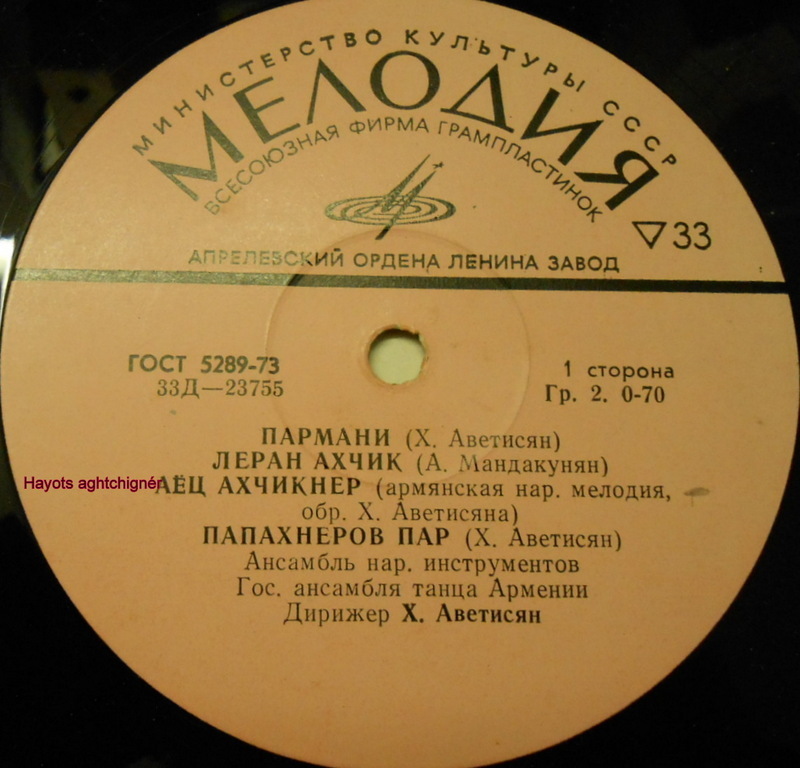 МИНИСТЕРСТВО КУЛЬТУРЫ СССР
МЕЛОДИЯ
ВСЕСОЮЗНАЯ ФИРМА ГРАМПЛАСТИНОК
▽33
АПРЕЛЕВСКИЙ ОРДЕНА ЛЕНИНА ЗАВОД
ГОСТ 5289-73
33Д—23755
1 сторона
Гр. 2. 0-70
ПАРМАНИ (Х. Аветисян)
ЛЕРАН АХЧИК (А. Мандакунян)
Hayots aghtchignér
АЁЦ АХЧИКНЕР (армянская нар. мелодия,
обр. Х. Аветисяна)
ПАПАХНЕРОВ ПАР (Х. Аветисян)
Ансамбль нар. инструментов
Гос. ансамбля танца Армении
Дирижер Х. Аветисян